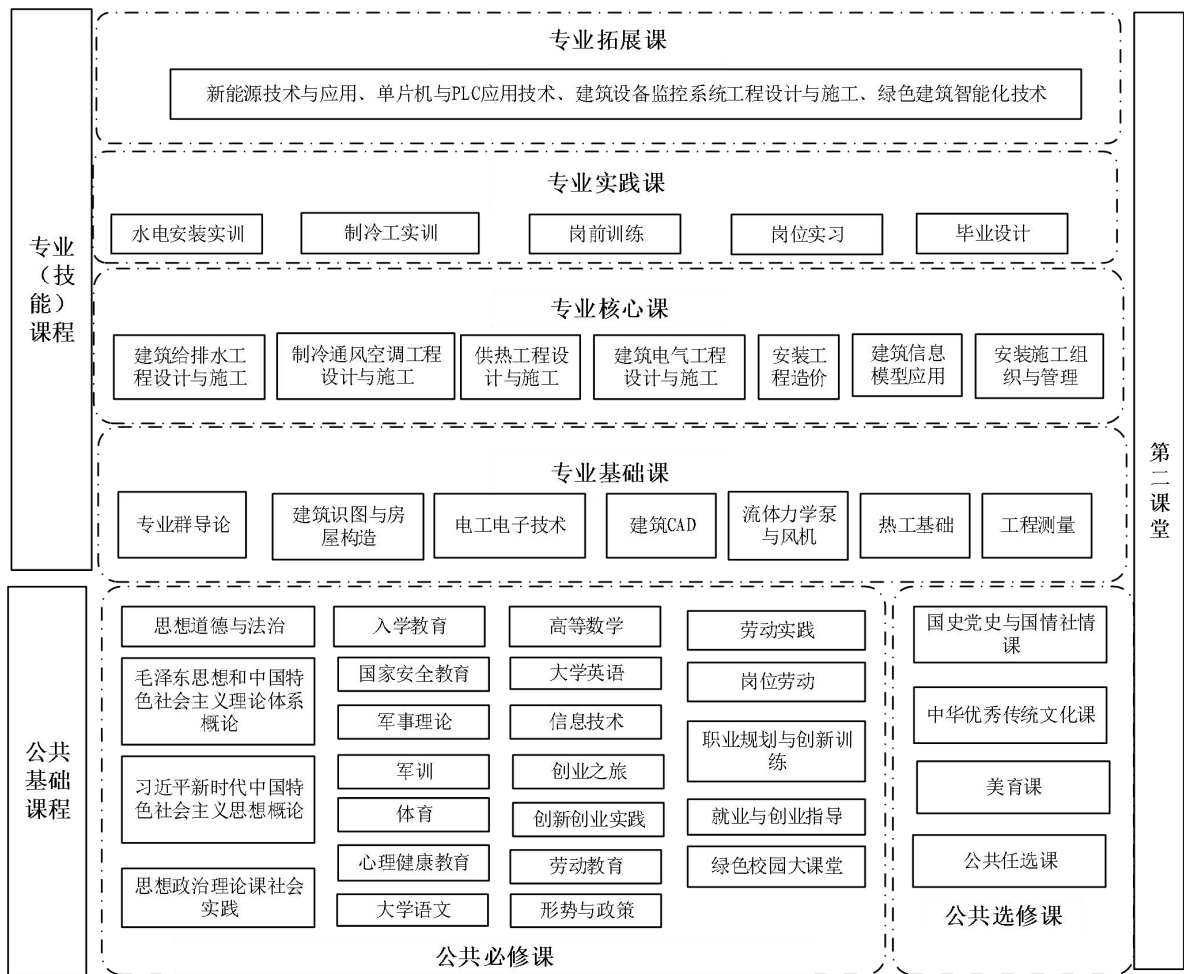 专业
（技
能）
课程
专业拓展课
新能源技术与应用、单片机与PLC应用技术、建筑设备监控系统工程设计与施工、绿色建筑智能化技术
专业实践课
水电安装实训
制冷工实训
岗前训练
岗位实习
毕业设计
专业核心课
建筑给排水工
程设计与施工
制冷通风空调工程
设计与施工
供热工程设
计与施工
建筑电气工程
设计与施工
安装工
程造价
建筑信息
模型应用
安装施工组
织与管理
专业基础课
专业群导论
建筑识图与房
屋构造
电工电子技术
建筑CAD
流体力学泵
与风机
热工基础
工程测量
公共
基础
课程
思想道德与法治
毛泽东思想和中国特
色社会主义理论体系
概论
习近平新时代中国特
色社会主义思想概论
思想政治理论课社会
实践
入学教育
国家安全教育
军事理论
军训
体育
心理健康教育
大学语文
高等数学
大学英语
信息技术
创业之旅
创新创业实践
劳动教育
形势与政策
劳动实践
岗位劳动
职业规划与创新训
练
就业与创业指导
绿色校园大课堂
公共必修课
国史党史与国情社情
课
中华优秀传统文化课
美育课
公共任选课
公共选修课
第
二
课
堂